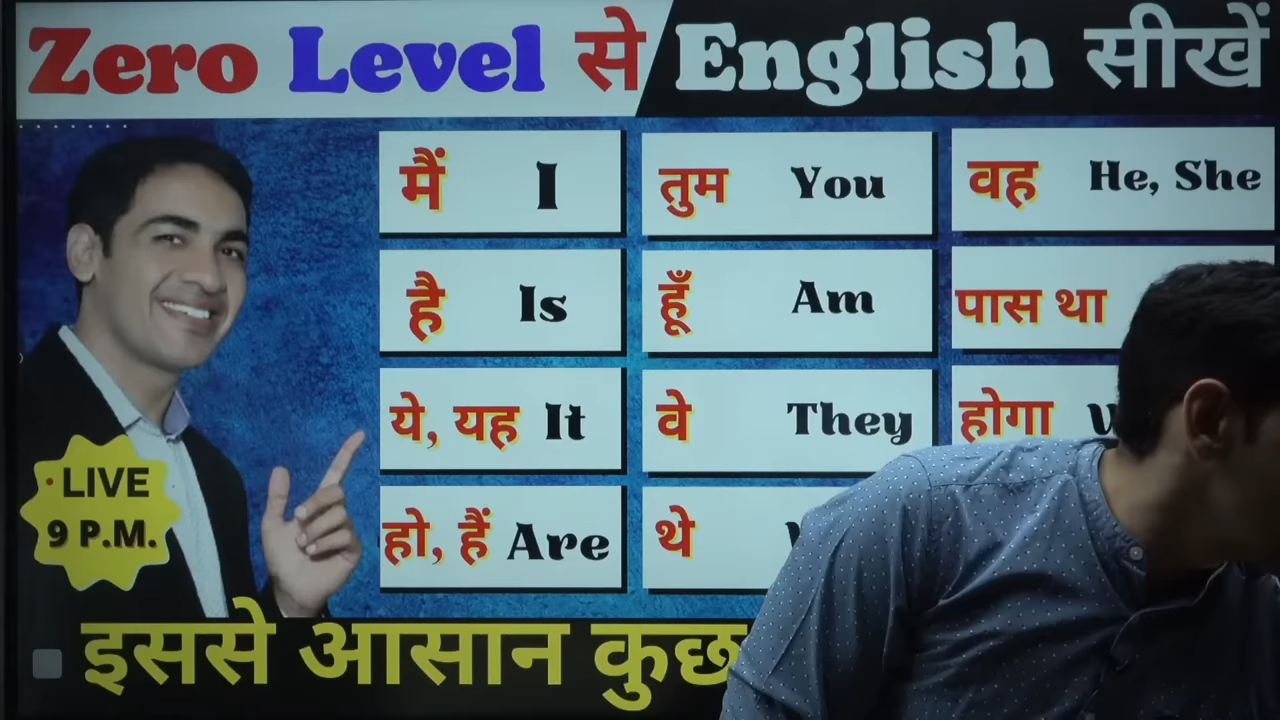 Zero Level से English सीखें
मैं I
तुम You
वह He, She
है Is
हूँ Am
पास था
ये, यह It
वे They
होगा
हो, हैं Are
थे
LIVE
9 P.M.
इससे आसान कुछ